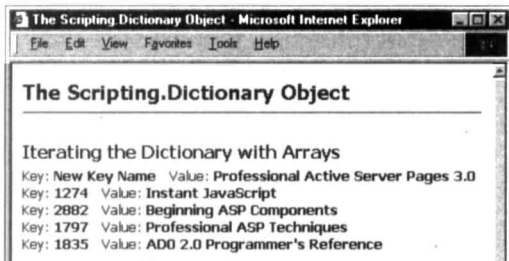 The Scripting.Dictionary Object - Microsoft Internet Explorer
File Edit View Favorites Tools Help
The Scripting.Dictionary Object
Iterating the Dictionary with Arrays
Key: New Key Name Value: Professional Active Server Pages 3.0
Key: 1274 Value: Instant JavaScript
Key: 2882 Value: Beginning ASP Components
Key: 1797 Value: Professional ASP Techniques
Key: 1835 Value: ADO 2.0 Programmer's Reference